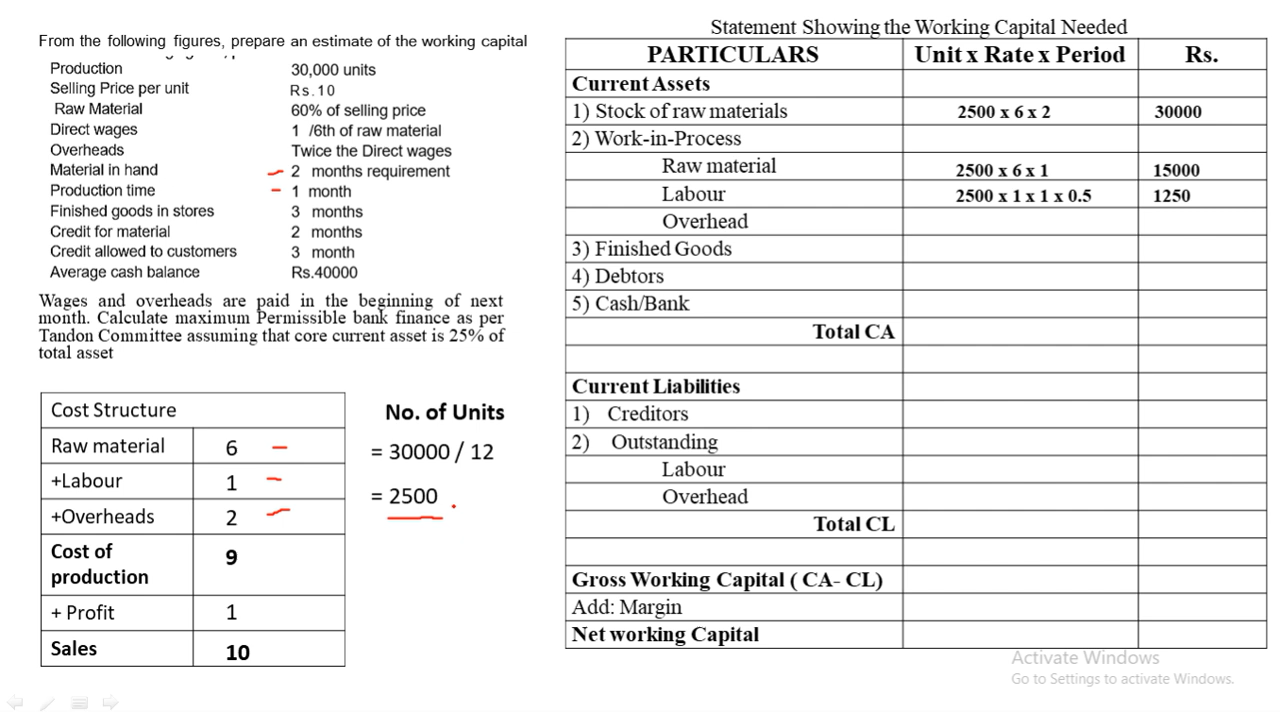 From the following figures, prepare an estimate of the working capital
Production 30,000 units
Selling Price per unit Rs.10
Raw Material 60% of selling price
Direct wages 1 /6th of raw material
Overheads Twice the Direct wages
Material in hand 2 months requirement
Production time 1 month
Finished goods in stores 3 months
Credit for material 2 months
Credit allowed to customers 3 month
Average cash balance Rs.40000
Wages and overheads are paid in the beginning of next
month. Calculate maximum Permissible bank finance as per
Tandon Committee assuming that core current asset is 25% of
total asset
Cost Structure
Raw material 6
+Labour 1
+Overheads 2
Cost of
production 9
+ Profit 1
Sales 10
No. of Units
= 30000 / 12
= 2500
Statement Showing the Working Capital Needed
PARTICULARS Unit x Rate x Period Rs.
Current Assets
1) Stock of raw materials 2500 x 6 x 2 30000
2) Work-in-Process
Raw material 2500 x 6 x 1 15000
Labour 2500 x 1 x 1 x 0.5 1250
Overhead
3) Finished Goods
4) Debtors
5) Cash/Bank
Total CA
Current Liabilities
1) Creditors
2) Outstanding
Labour
Overhead
Total CL
Gross Working Capital ( CA- CL)
Add: Margin
Net working Capital
Activate Windows
Go to Settings to activate Windows.